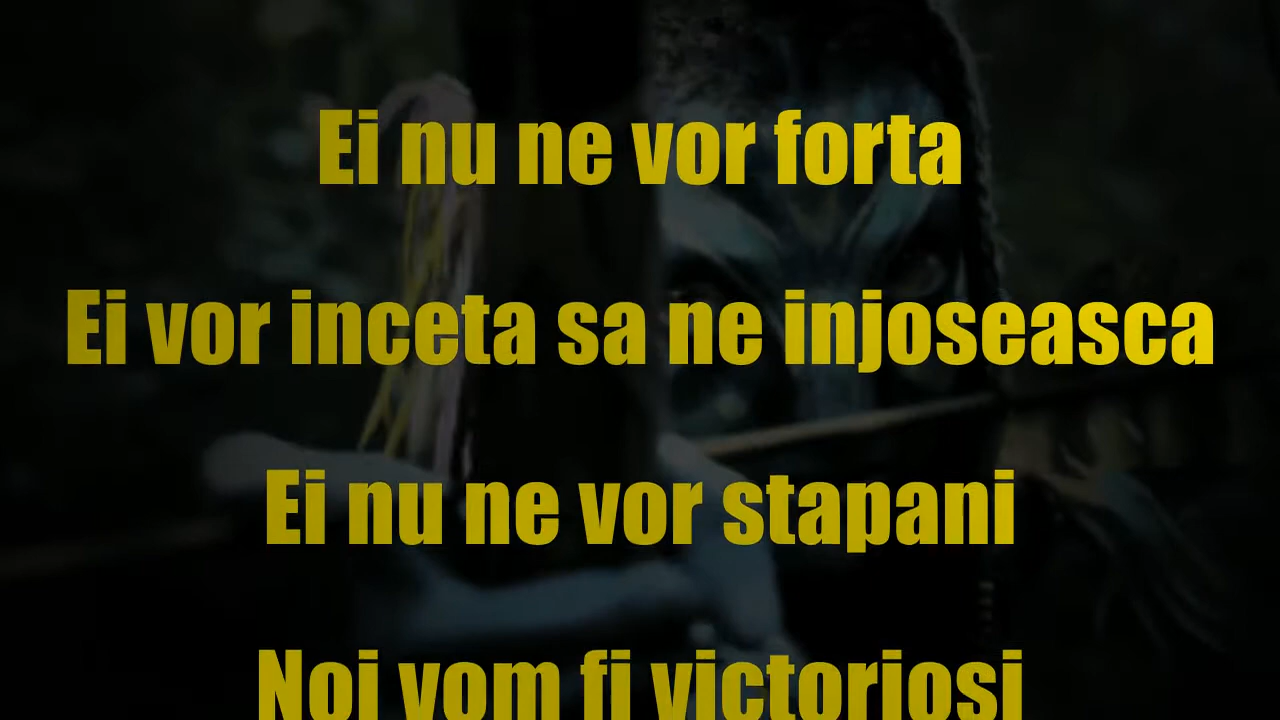 Ei nu ne vor forta
Ei vor inceta sa ne injoseasca
Ei nu ne vor stapani
Noi vom fi victoriosi